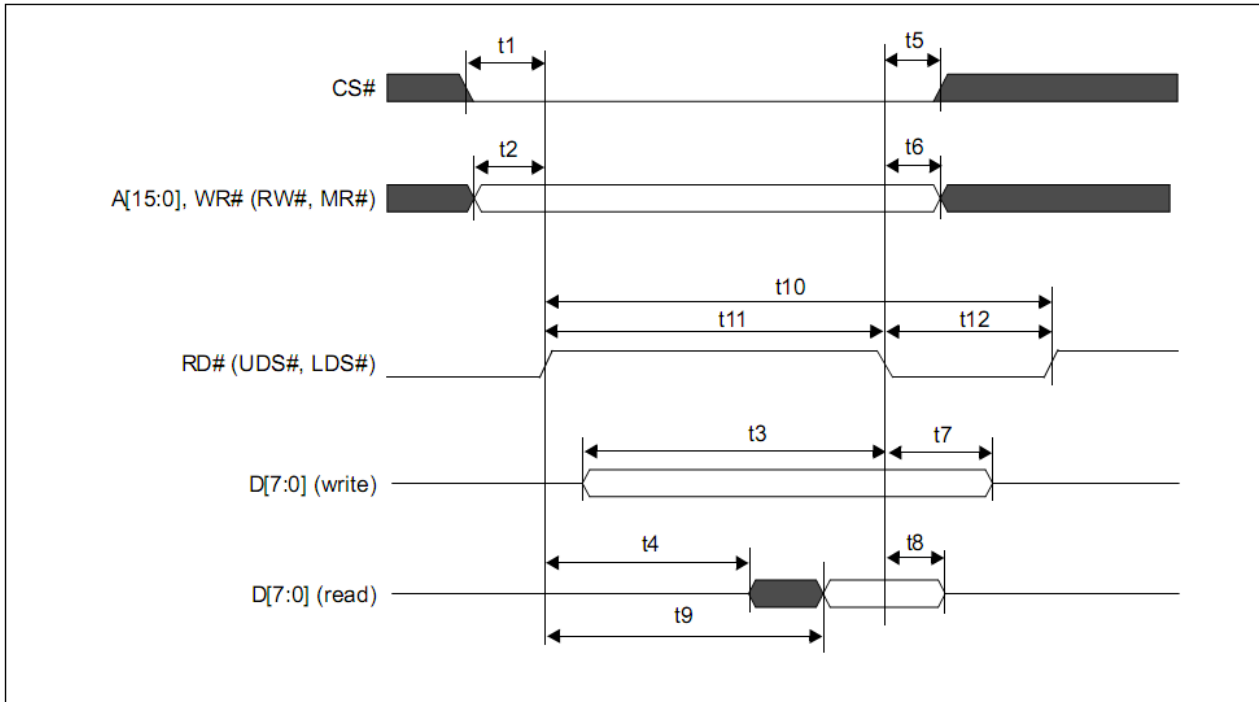 t1
t5
CS#
t2
t6
A[15:0], WR# (RW#, MR#)
t10
t11
t12
RD# (UDS#, LDS#)
t3
t7
D[7:0] (write)
t4
t8
D[7:0] (read)
t9